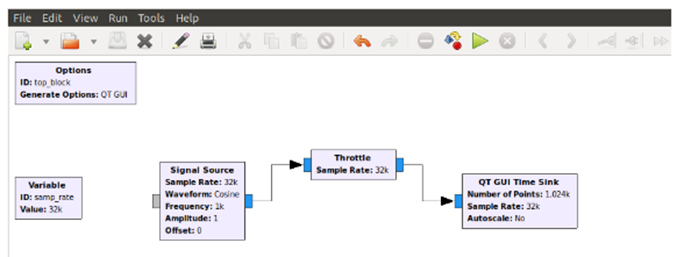 File Edit View Run Tools Help
Options
ID: top_block
Generate Options: QT GUI
Variable
ID: samp_rate
Value: 32k
Signal Source
Sample Rate: 32k
Waveform: Cosine
Frequency: 1k
Amplitude: 1
Offset: 0
Throttle
Sample Rate: 32k
QT GUI Time Sink
Number of Points: 1.024k
Sample Rate: 32k
Autoscale: No